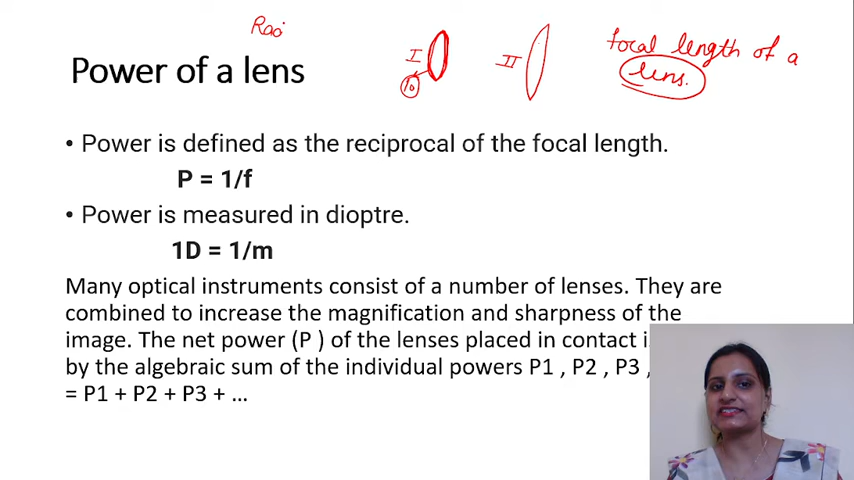 Rad
I
10
II
focal length of a
lens.
Power of a lens
• Power is defined as the reciprocal of the focal length.
P = 1/f
• Power is measured in dioptre.
1D = 1/m
Many optical instruments consist of a number of lenses. They are
combined to increase the magnification and sharpness of the
image. The net power (P ) of the lenses placed in contact i
by the algebraic sum of the individual powers P1 , P2 , P3 ,
= P1 + P2 + P3 + ...